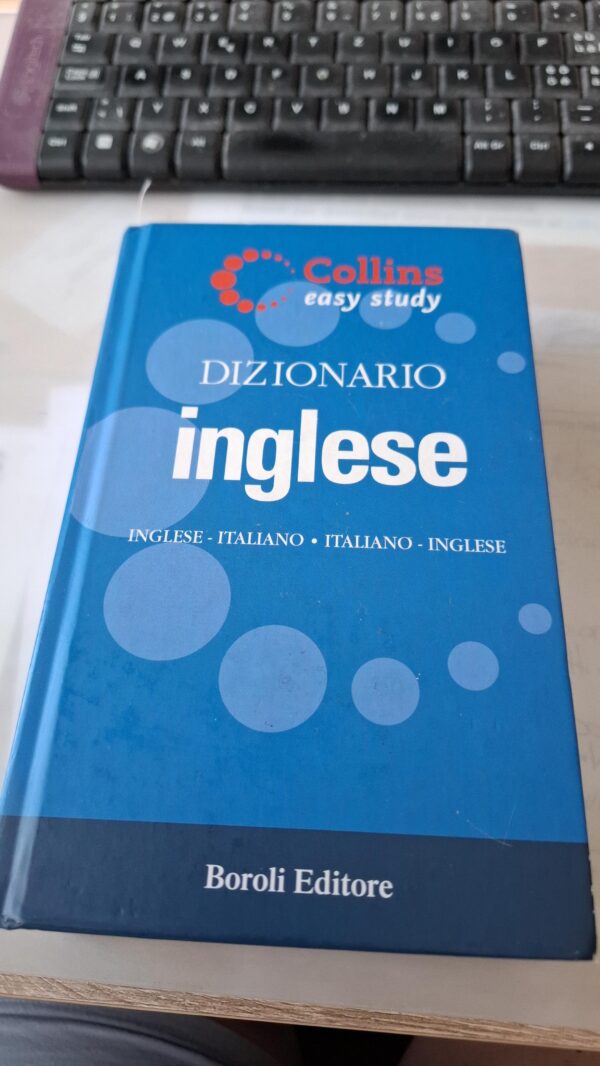 Collins
easy study
DIZIONARIO
inglese
INGLESE - ITALIANO • ITALIANO - INGLESE
Boroli Editore